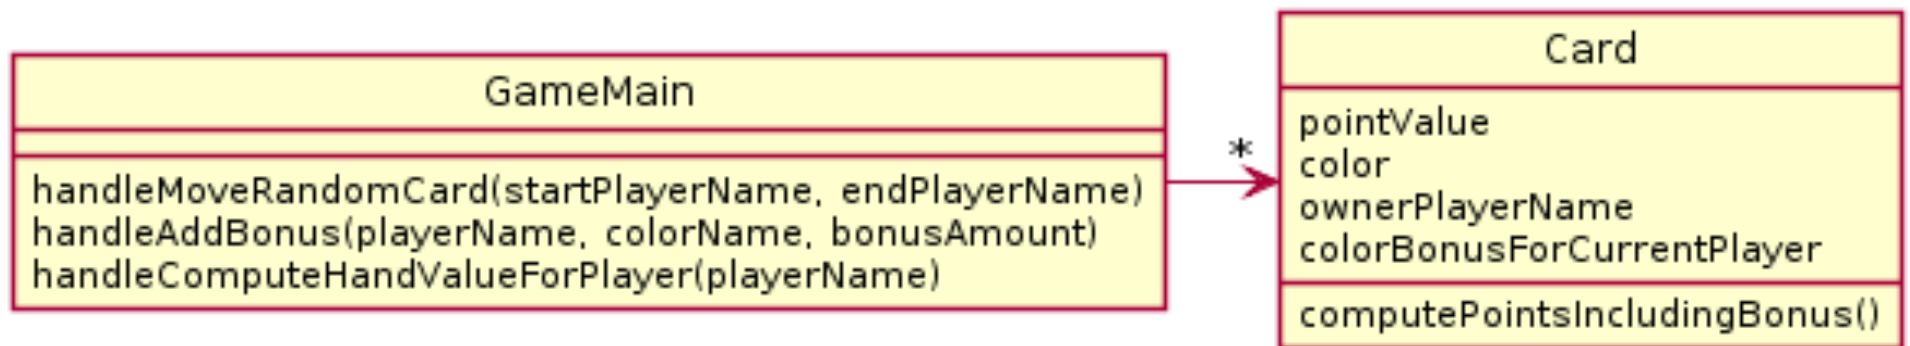 GameMain
handleMoveRandomCard(startPlayerName, endPlayerName)
handleAddBonus(playerName, colorName, bonusAmount)
handleComputeHandValueForPlayer(playerName)
*
Card
pointValue
color
ownerPlayerName
colorBonusForCurrentPlayer
computePointsIncludingBonus()